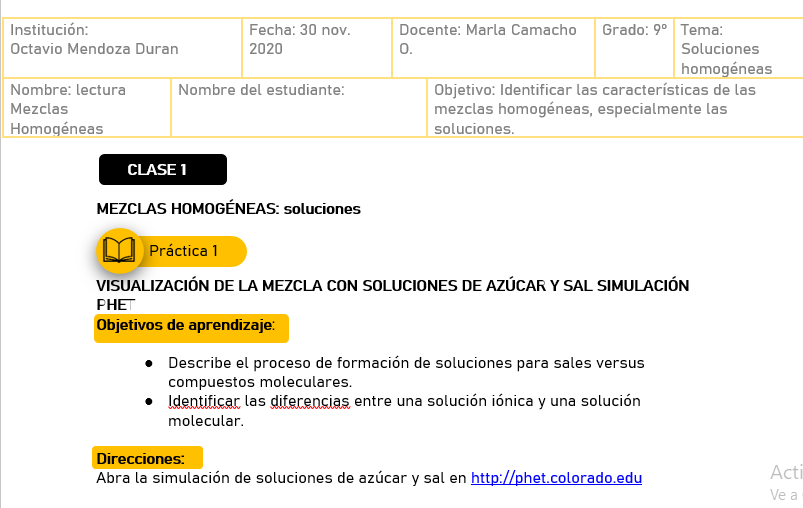 Institución:
Octavio Mendoza Duran
Fecha: 30 nov.
2020
Docente: Marla Camacho
O.
Grado: 9º
Tema:
Soluciones
homogéneas
Nombre: lectura
Mezclas
Homogéneas
Nombre del estudiante:
Objetivo: Identificar las características de las
mezclas homogéneas, especialmente las
soluciones.
CLASE 1
MEZCLAS HOMOGÉNEAS: soluciones
Práctica 1
VISUALIZACIÓN DE LA MEZCLA CON SOLUCIONES DE AZÚCAR Y SAL SIMULACIÓN
PHET
Objetivos de aprendizaje:
● Describe el proceso de formación de soluciones para sales versus
compuestos moleculares.
● Identificar las diferencias entre una solución iónica y una solución
molecular.
Direcciones:
Abra la simulación de soluciones de azúcar y sal en http://phet.colorado.edu
Acti
Ve a